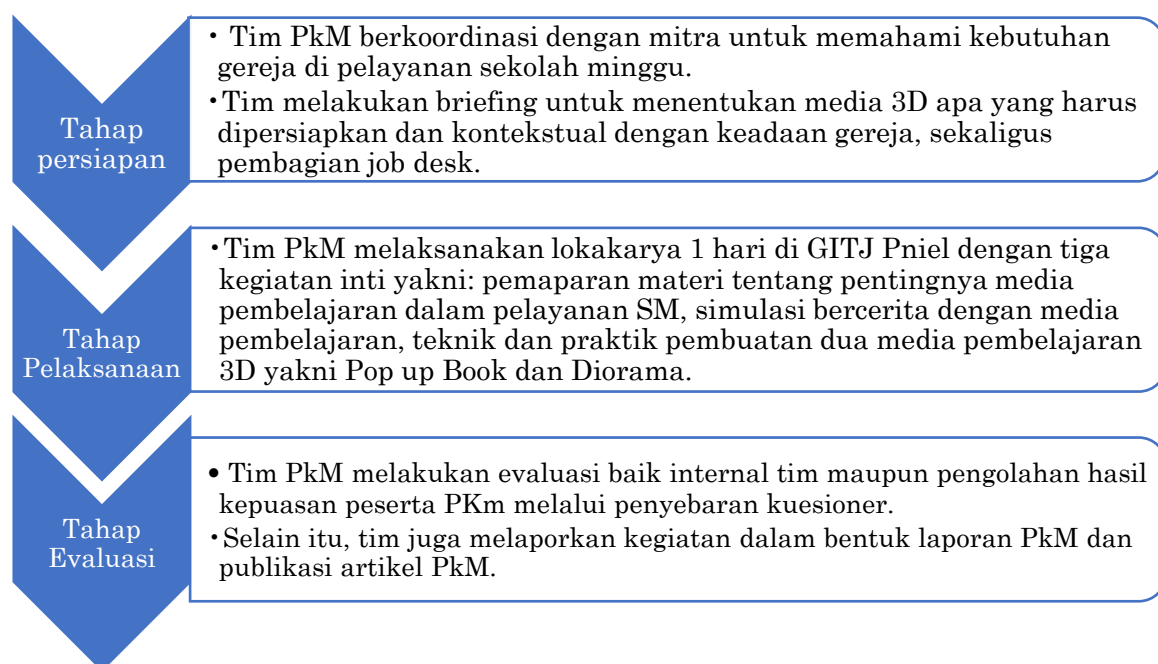 Tahap
persiapan
• Tim PkM berkoordinasi dengan mitra untuk memahami kebutuhan
gereja di pelayanan sekolah minggu.
•Tim melakukan briefing untuk menentukan media 3D apa yang harus
dipersiapkan dan kontekstual dengan keadaan gereja, sekaligus
pembagian job desk.
Tahap
Pelaksanaan
•Tim PkM melaksanakan lokakarya 1 hari di GITJ Pniel dengan tiga
kegiatan inti yakni: pemaparan materi tentang pentingnya media
pembelajaran dalam pelayanan SM, simulasi bercerita dengan media
pembelajaran, teknik dan praktik pembuatan dua media pembelajaran
3D yakni Pop up Book dan Diorama.
Tahap
Evaluasi
• Tim PkM melakukan evaluasi baik internal tim maupun pengolahan hasil
kepuasan peserta PKm melalui penyebaran kuesioner.
•Selain itu, tim juga melaporkan kegiatan dalam bentuk laporan PkM dan
publikasi artikel PkM.